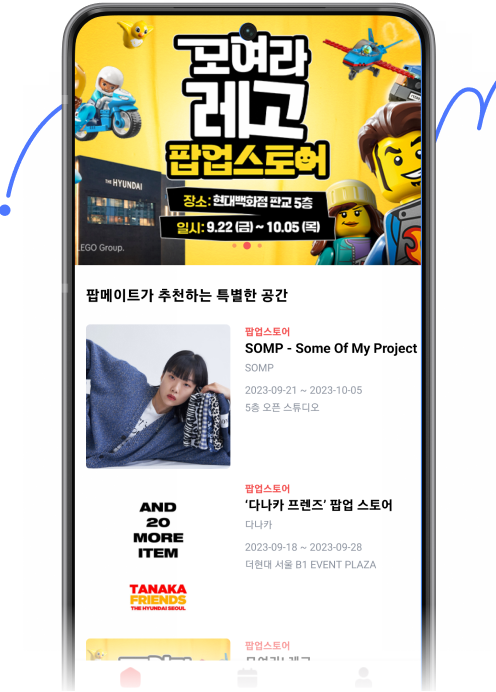 모여라
레고
팝업스토어
THE HYUNDAI
장소: 현대백화점 판교 5층
일시: 9.22 (금) ~ 10.05 (목)
LEGO Group.
팝메이트가 추천하는 특별한 공간
팝업스토어
SOMP - Some Of My Project
SOMP
2023-09-21 ~ 2023-10-05
5층 오픈 스튜디오
AND
20
MORE
ITEM
TANAKA
FRIENDS
THE HYUNDAI SEOUL
팝업스토어
‘다나카 프렌즈’ 팝업 스토어
다나카
2023-09-18 ~ 2023-09-28
더현대 서울 B1 EVENT PLAZA
팝업스토어